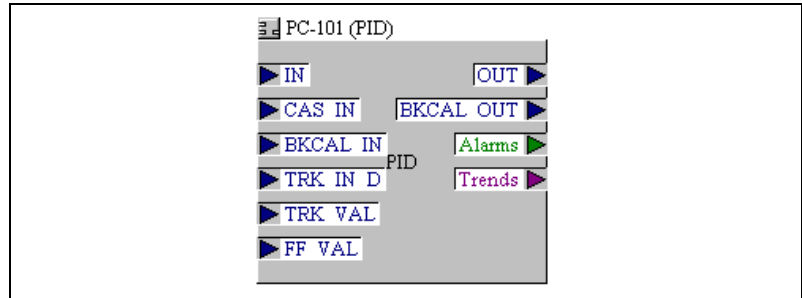 PC-101 (PID)
IN
OUT
CAS IN
BKCAL OUT
BKCAL IN
Alarms
PID
TRK IN D
Trends
TRK VAL
FF VAL